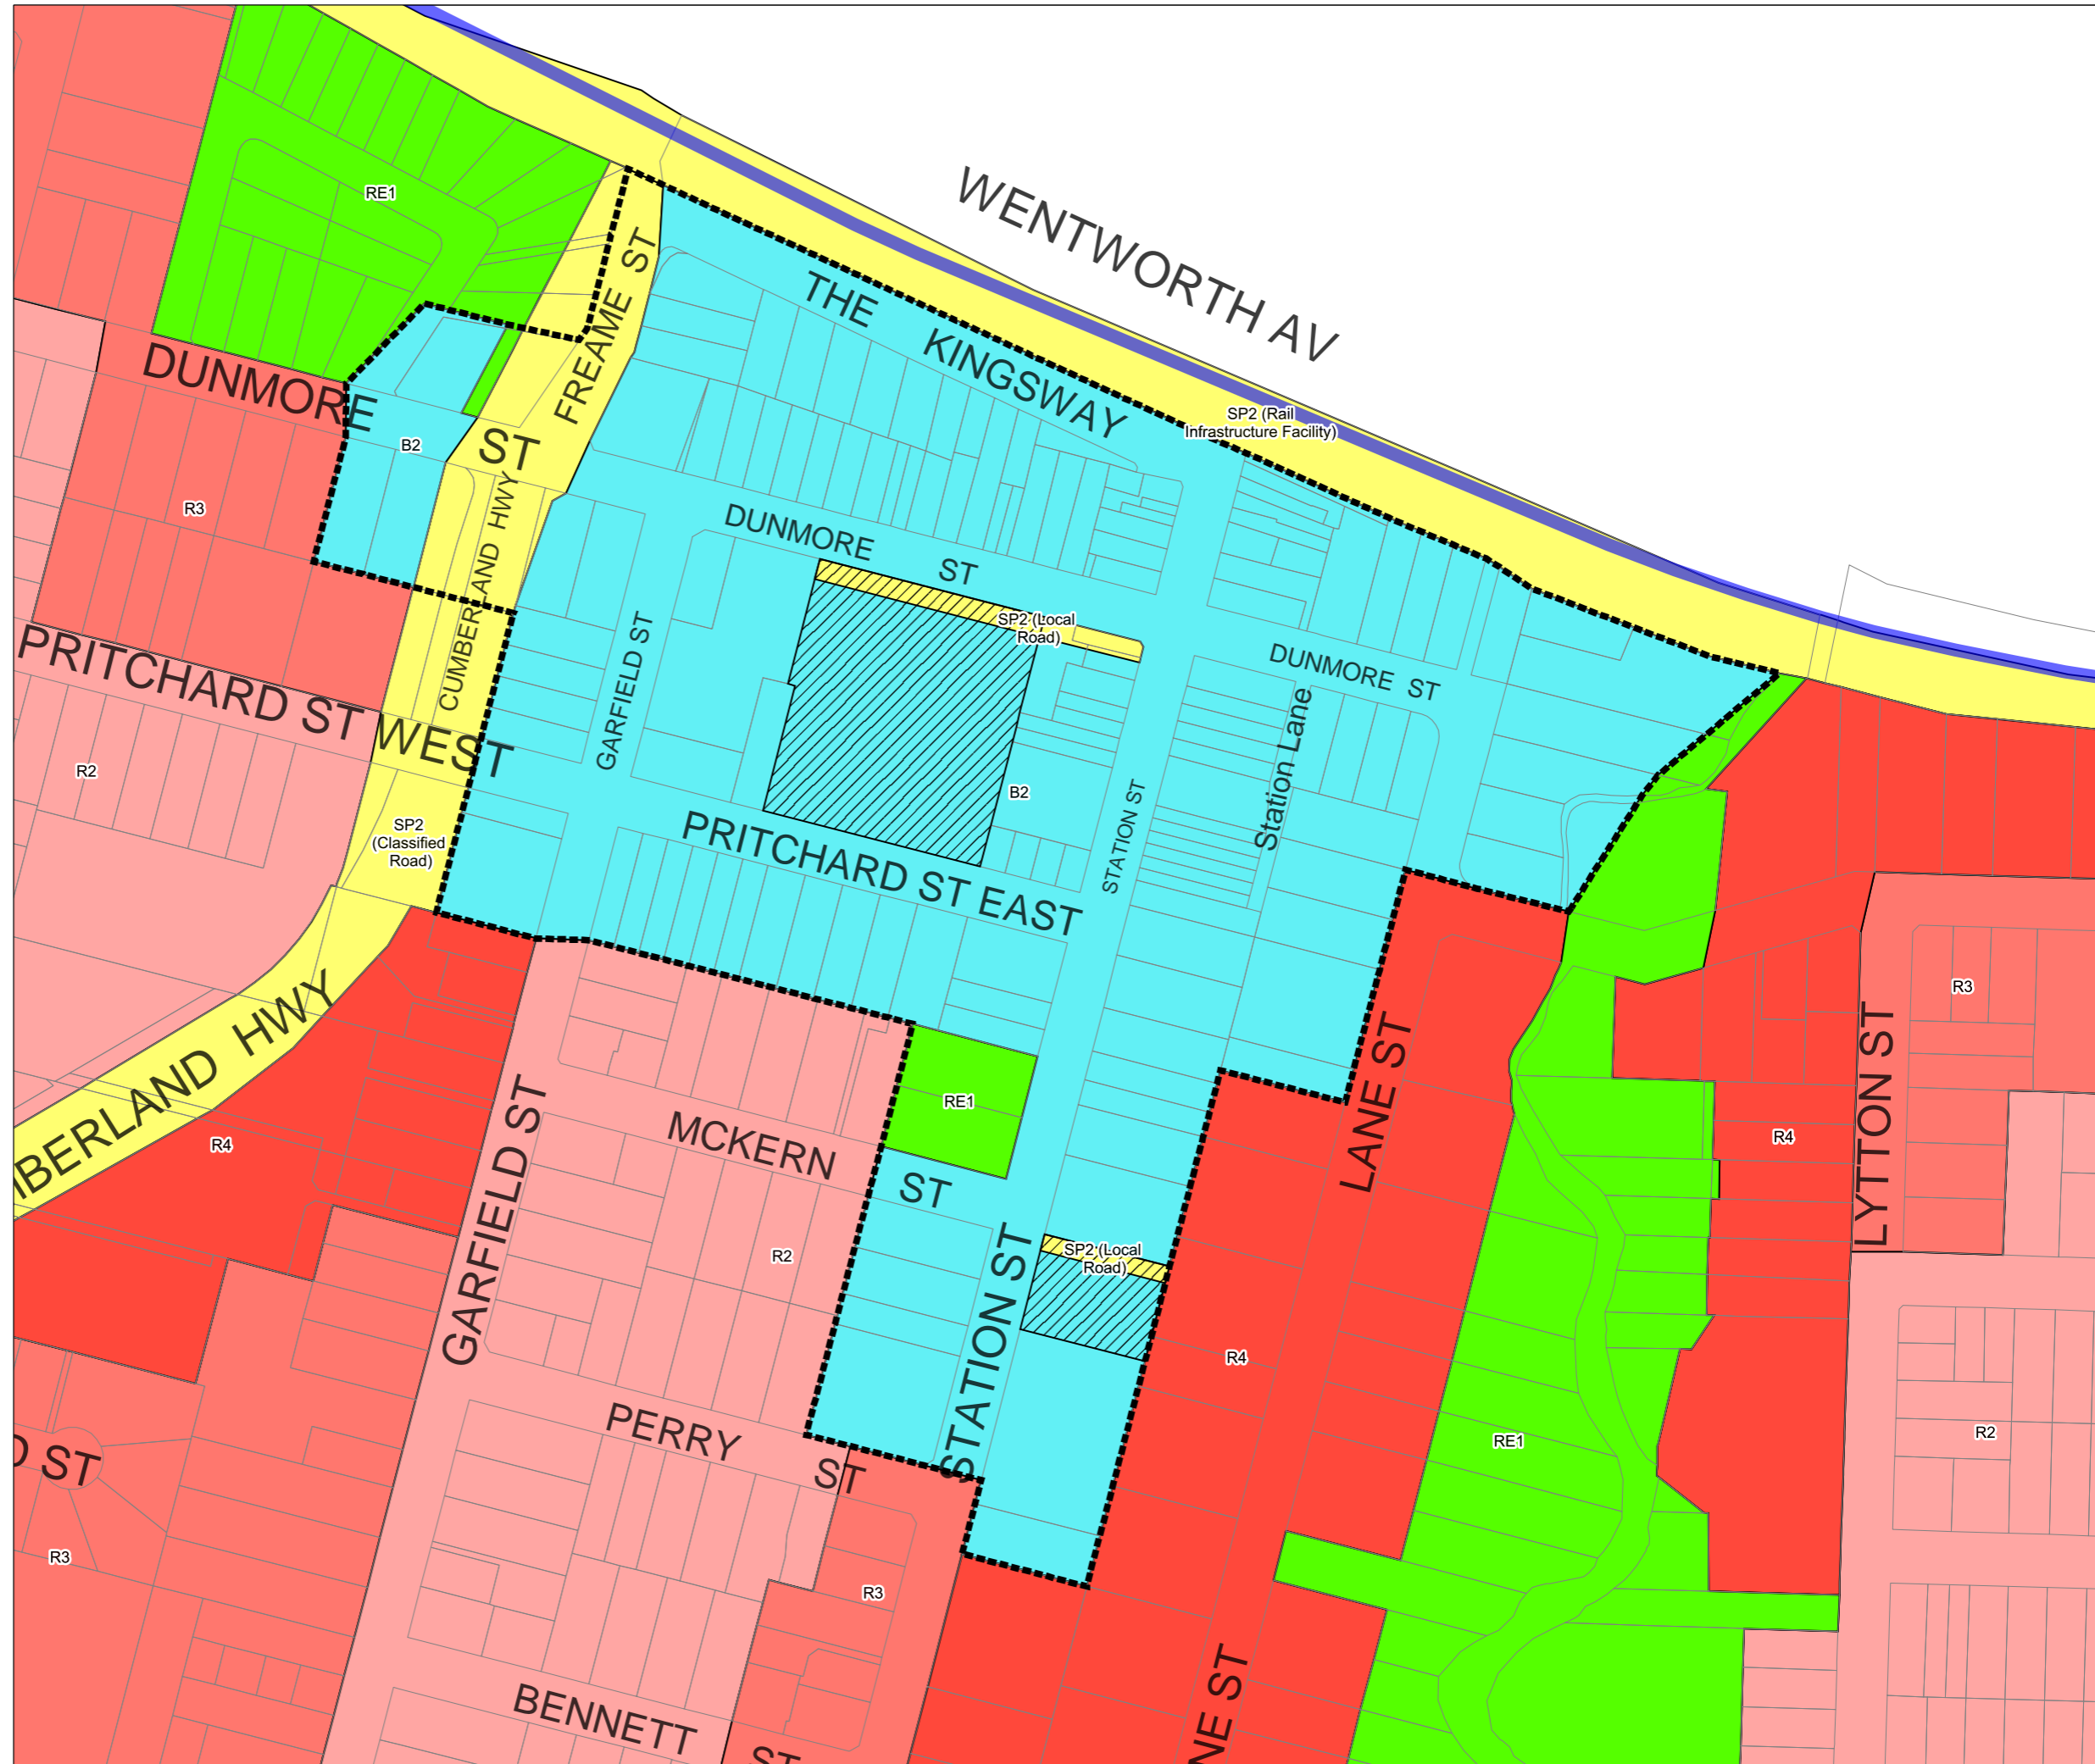 WENTWORTH AV
RE1
THE KINGSWAY
FREAME ST
SP2 (Rail
Infrastructure Facility)
DUNMORE
ST
B2
R3
CUMBERLAND HWY
DUNMORE ST
SP2 (Local
Road)
DUNMORE ST
GARFIELD ST
PRITCHARD ST WEST
Station Lane
R2
B2
STATION ST
SP2
(Classified
Road)
PRITCHARD ST EAST
R3
HWY
LANE ST
LYTTON ST
RE1
MCKERN
ST
R4
R4
GARFIELD ST
R2
SP2 (Local
Road)
STATION ST
R4
PERRY
ST
RE1
R2
ST
R3
R3
BENNETT
ST